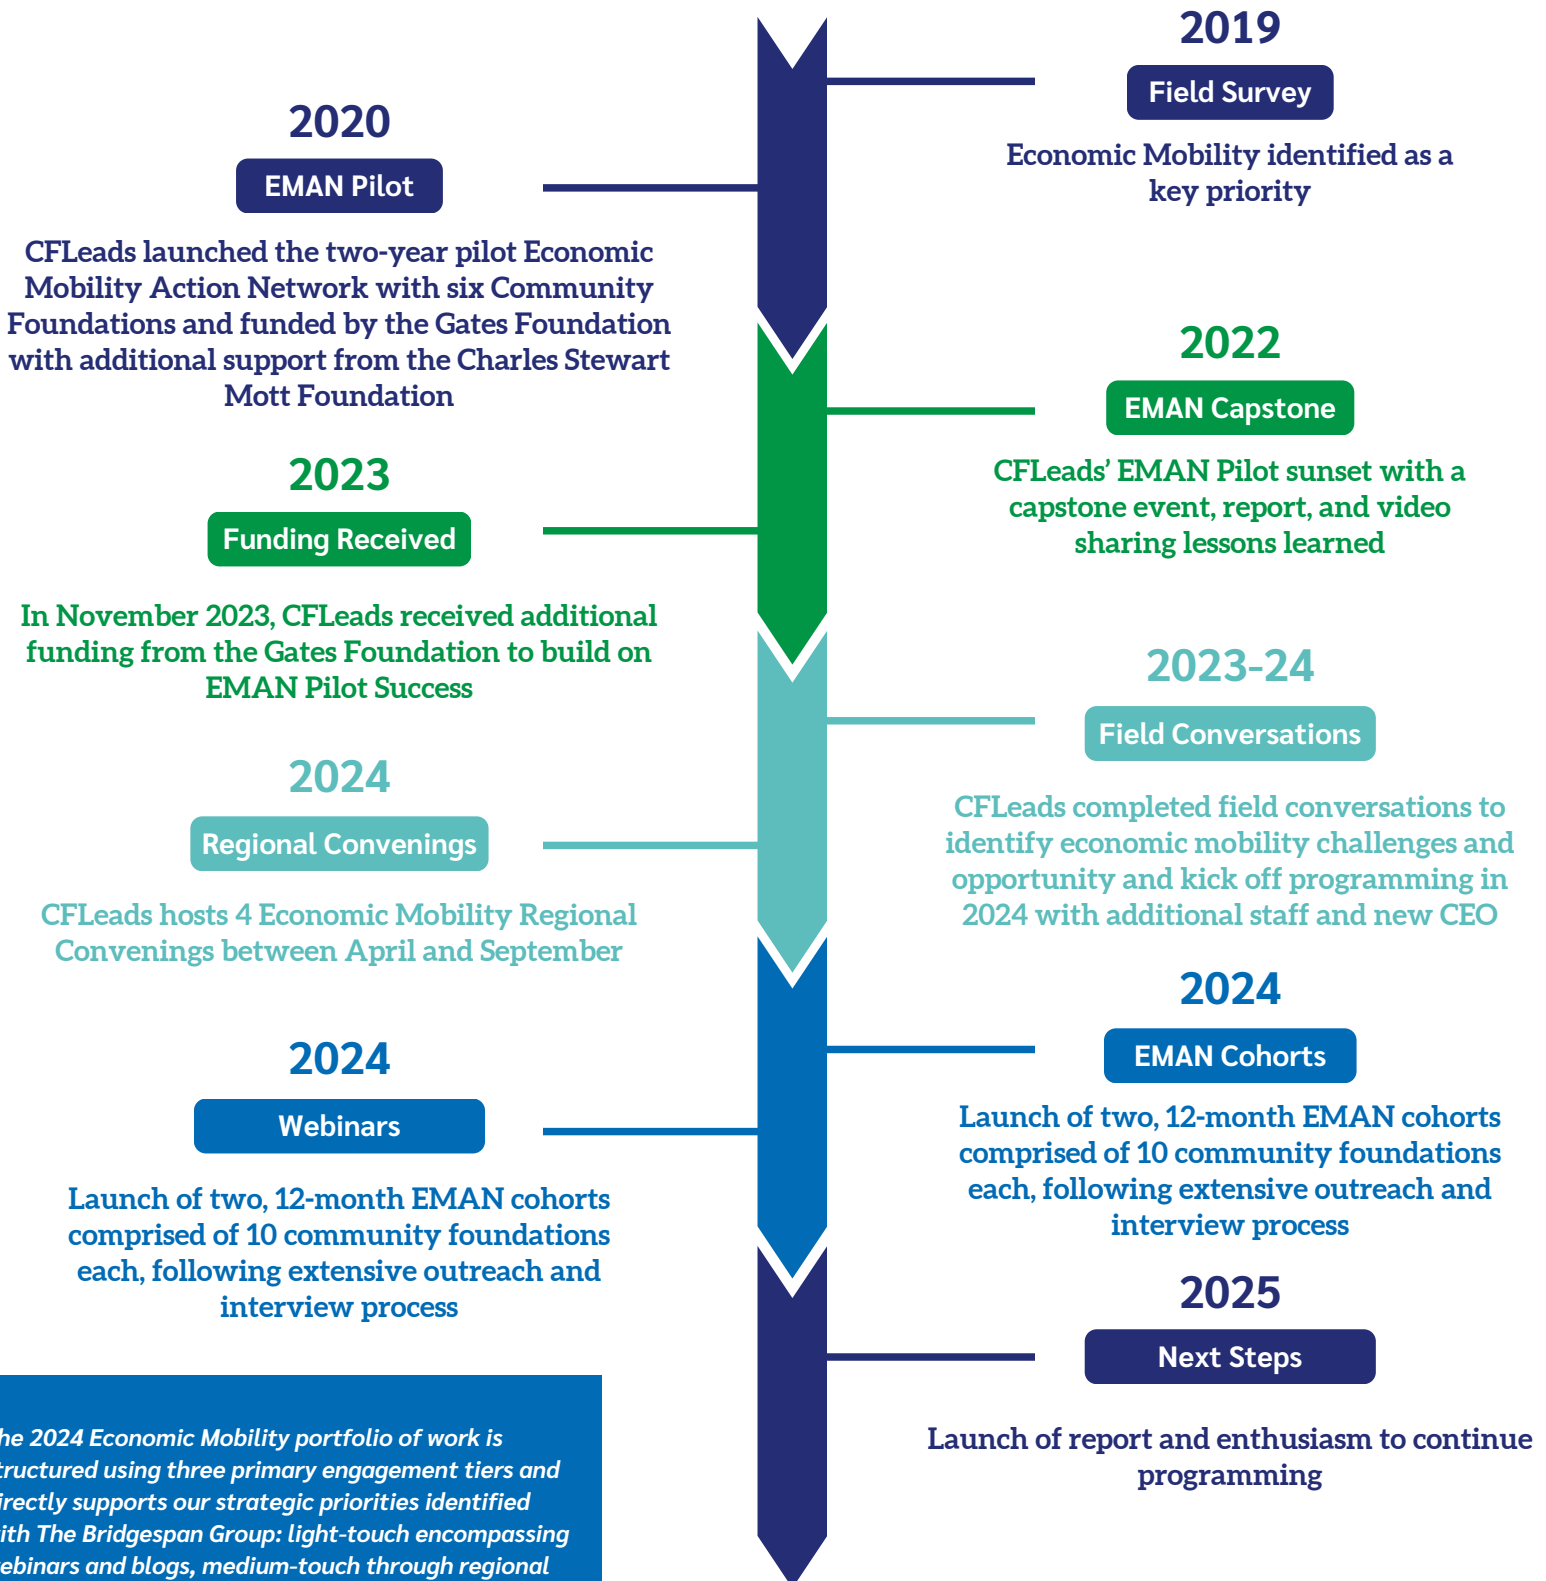 2019
Field Survey
Economic Mobility identified as a
key priority
2020
EMAN Pilot
CFLeads launched the two-year pilot Economic
Mobility Action Network with six Community
Foundations and funded by the Gates Foundation
with additional support from the Charles Stewart
Mott Foundation
2022
EMAN Capstone
CFLeads’ EMAN Pilot sunset with a
capstone event, report, and video
sharing lessons learned
2023
Funding Received
In November 2023, CFLeads received additional
funding from the Gates Foundation to build on
EMAN Pilot Success
2023-24
Field Conversations
CFLeads completed field conversations to
identify economic mobility challenges and
opportunity and kick off programming in
2024 with additional staff and new CEO
2024
Regional Convenings
CFLeads hosts 4 Economic Mobility Regional
Convenings between April and September
2024
EMAN Cohorts
Launch of two, 12-month EMAN cohorts
comprised of 10 community foundations
each, following extensive outreach and
interview process
2024
Webinars
Launch of two, 12-month EMAN cohorts
comprised of 10 community foundations
each, following extensive outreach and
interview process
2025
Next Steps
Launch of report and enthusiasm to continue
programming
he 2024 Economic Mobility portfolio of work is
tructured using three primary engagement tiers and
irectly supports our strategic priorities identified
ith The Bridgespan Group: light-touch encompassing
ebinars and blogs, medium-touch through regional